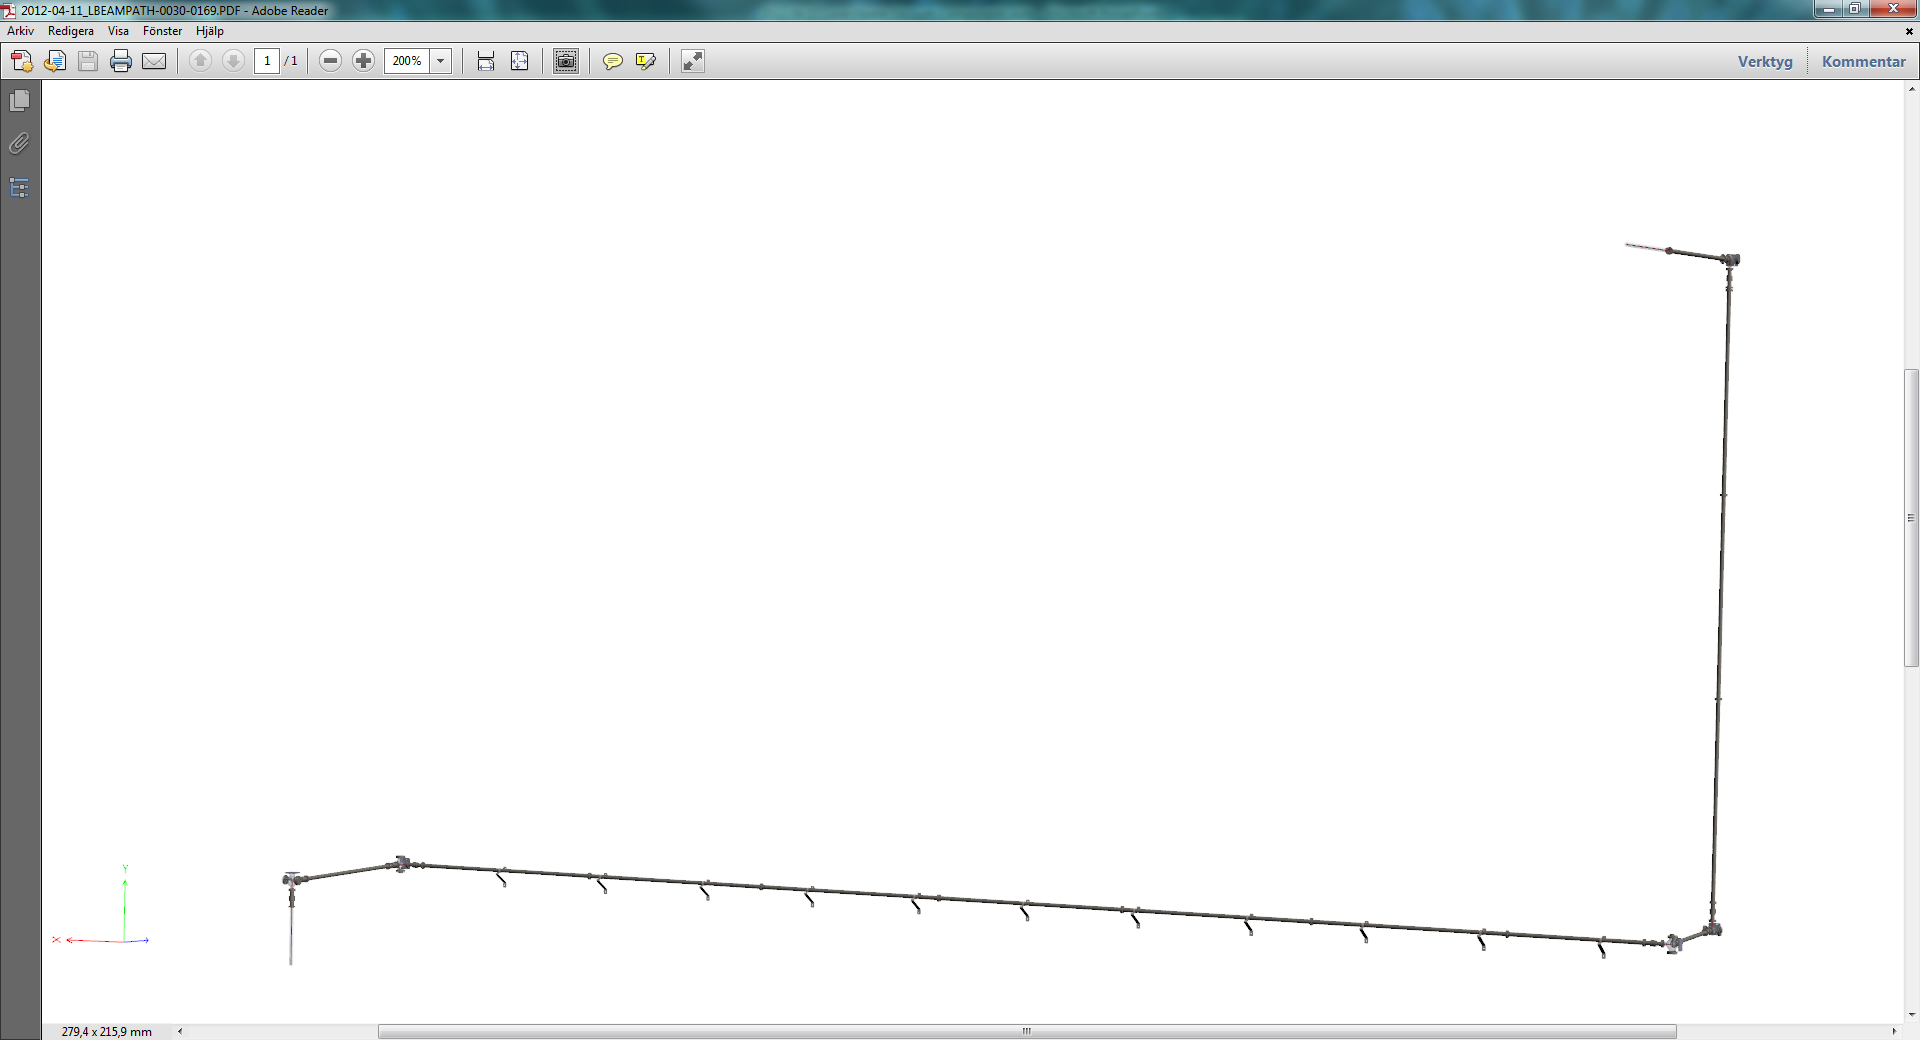 2012-04-11_LBEAMPATH-0030-0169.PDF - Adobe Reader
Arkiv Redigera Visa Fönster Hjälp
1 / 1 200% Verktyg Kommentar
Y
X
279,4 x 215,9 mm